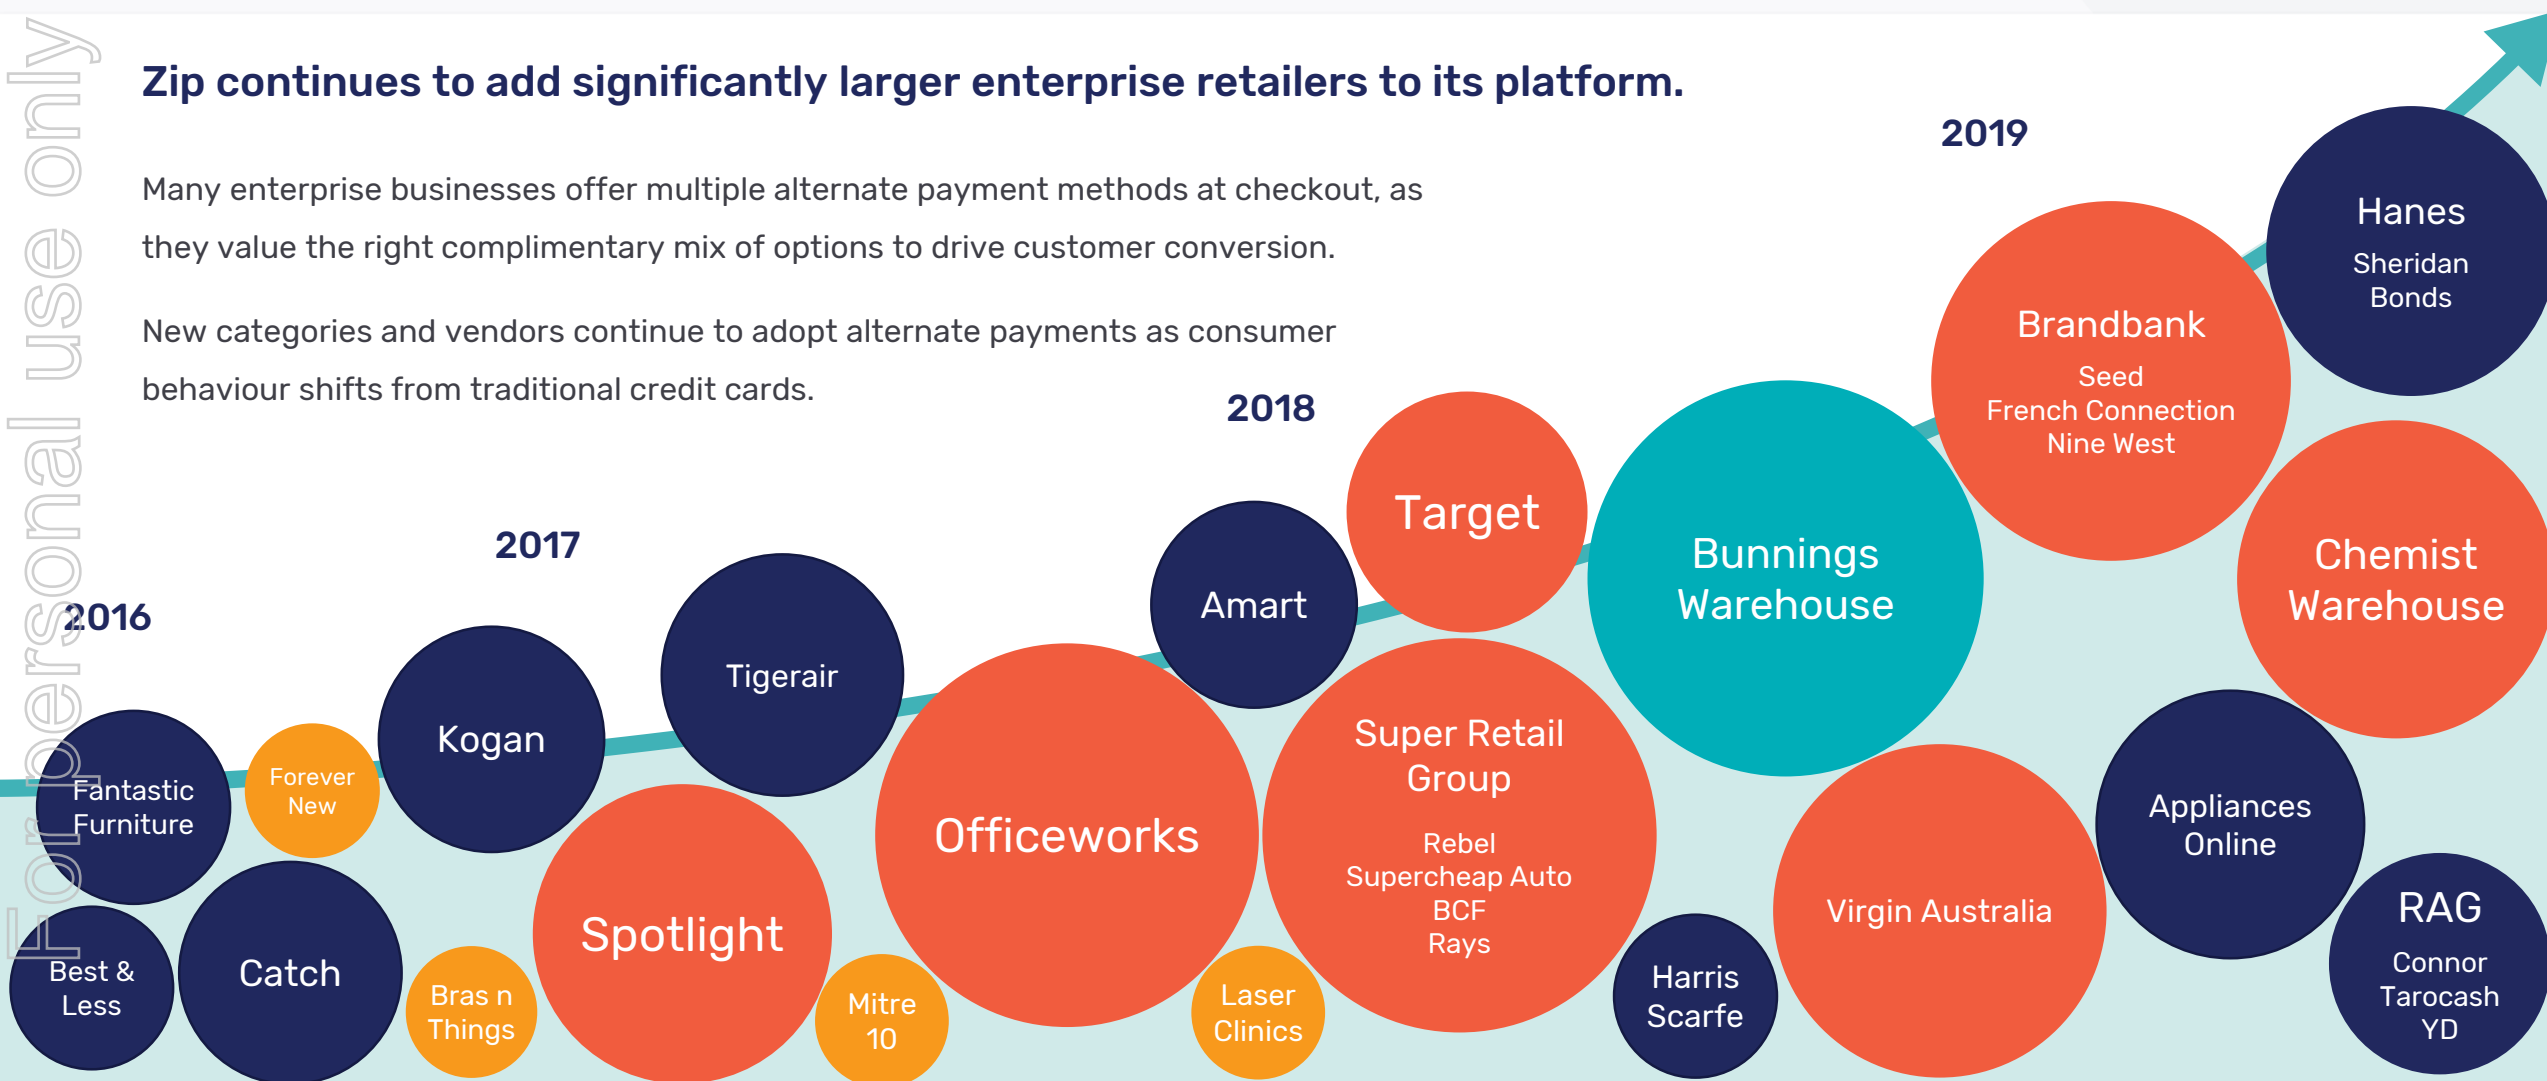 For personal use only
Zip continues to add significantly larger enterprise retailers to its platform.
Many enterprise businesses offer multiple alternate payment methods at checkout, as
they value the right complimentary mix of options to drive customer conversion.
New categories and vendors continue to adopt alternate payments as consumer
behaviour shifts from traditional credit cards.
2016
Fantastic
Furniture
Best &
Less
Forever
New
Catch
2017
Kogan
Bras n
Things
Spotlight
Tigerair
Mitre
10
Officeworks
2018
Amart
Laser
Clinics
Target
Super Retail
Group
Rebel
Supercheap Auto
BCF
Rays
Bunnings
Warehouse
Harris
Scarfe
2019
Virgin Australia
Brandbank
Seed
French Connection
Nine West
Appliances
Online
Hanes
Sheridan
Bonds
Chemist
Warehouse
RAG
Connor
Tarocash
YD